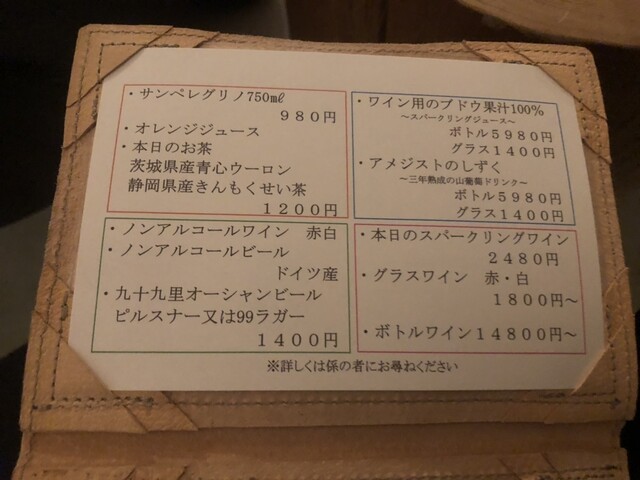 ・サンペレグリノ750㎖
９８０円
・オレンジジュース
・本日のお茶
茨城県産青心ウーロン
静岡県産きんもくせい茶
１２００円
・ワイン用のブドウ果汁100%
～スパークリングジュース～
ボトル５９８０円
グラス１４００円
・アメジストのしずく
～三年熟成の山葡萄ドリンク～
ボトル５９８０円
グラス１４００円
・ノンアルコールワイン　赤白
・ノンアルコールビール
ドイツ産
・九十九里オーシャンビール
ピルスナー又は99ラガー
１４００円
・本日のスパークリングワイン
２４８０円
・グラスワイン　赤・白
１８００円～
・ボトルワイン１４８００円～
※詳しくは係の者にお尋ねください